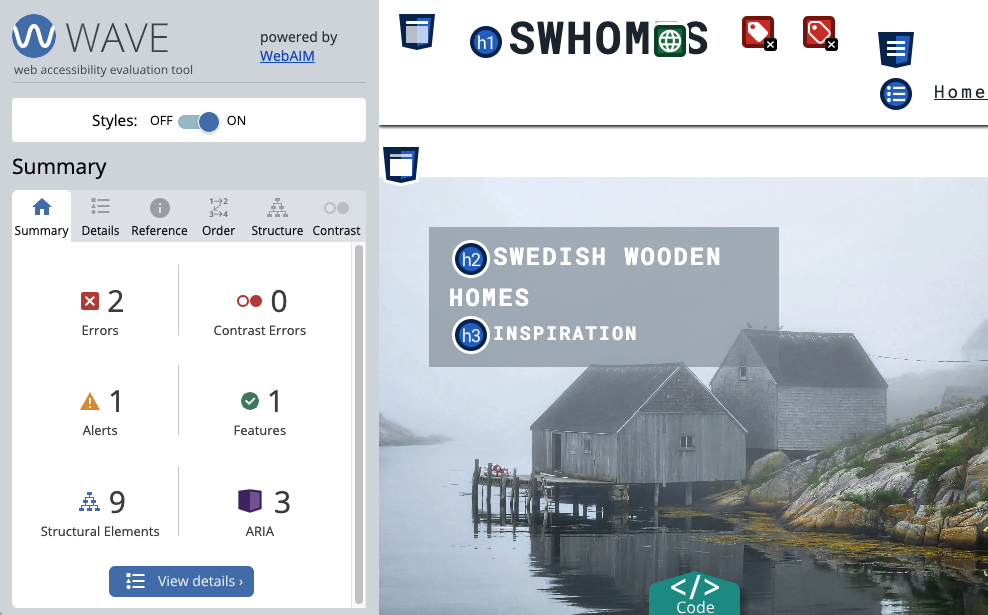 WAVE
web accessibility evaluation tool
powered by
WebAIM
Styles: OFF ON
Summary
Summary Details Reference Order Structure Contrast
2
Errors
0
Contrast Errors
1
Alerts
1
Features
9
Structural Elements
3
ARIA
View details ›
h1 SWHOMES
Home
h2 SWEDISH WOODEN
HOMES
h3 INSPIRATION
</> 
Code